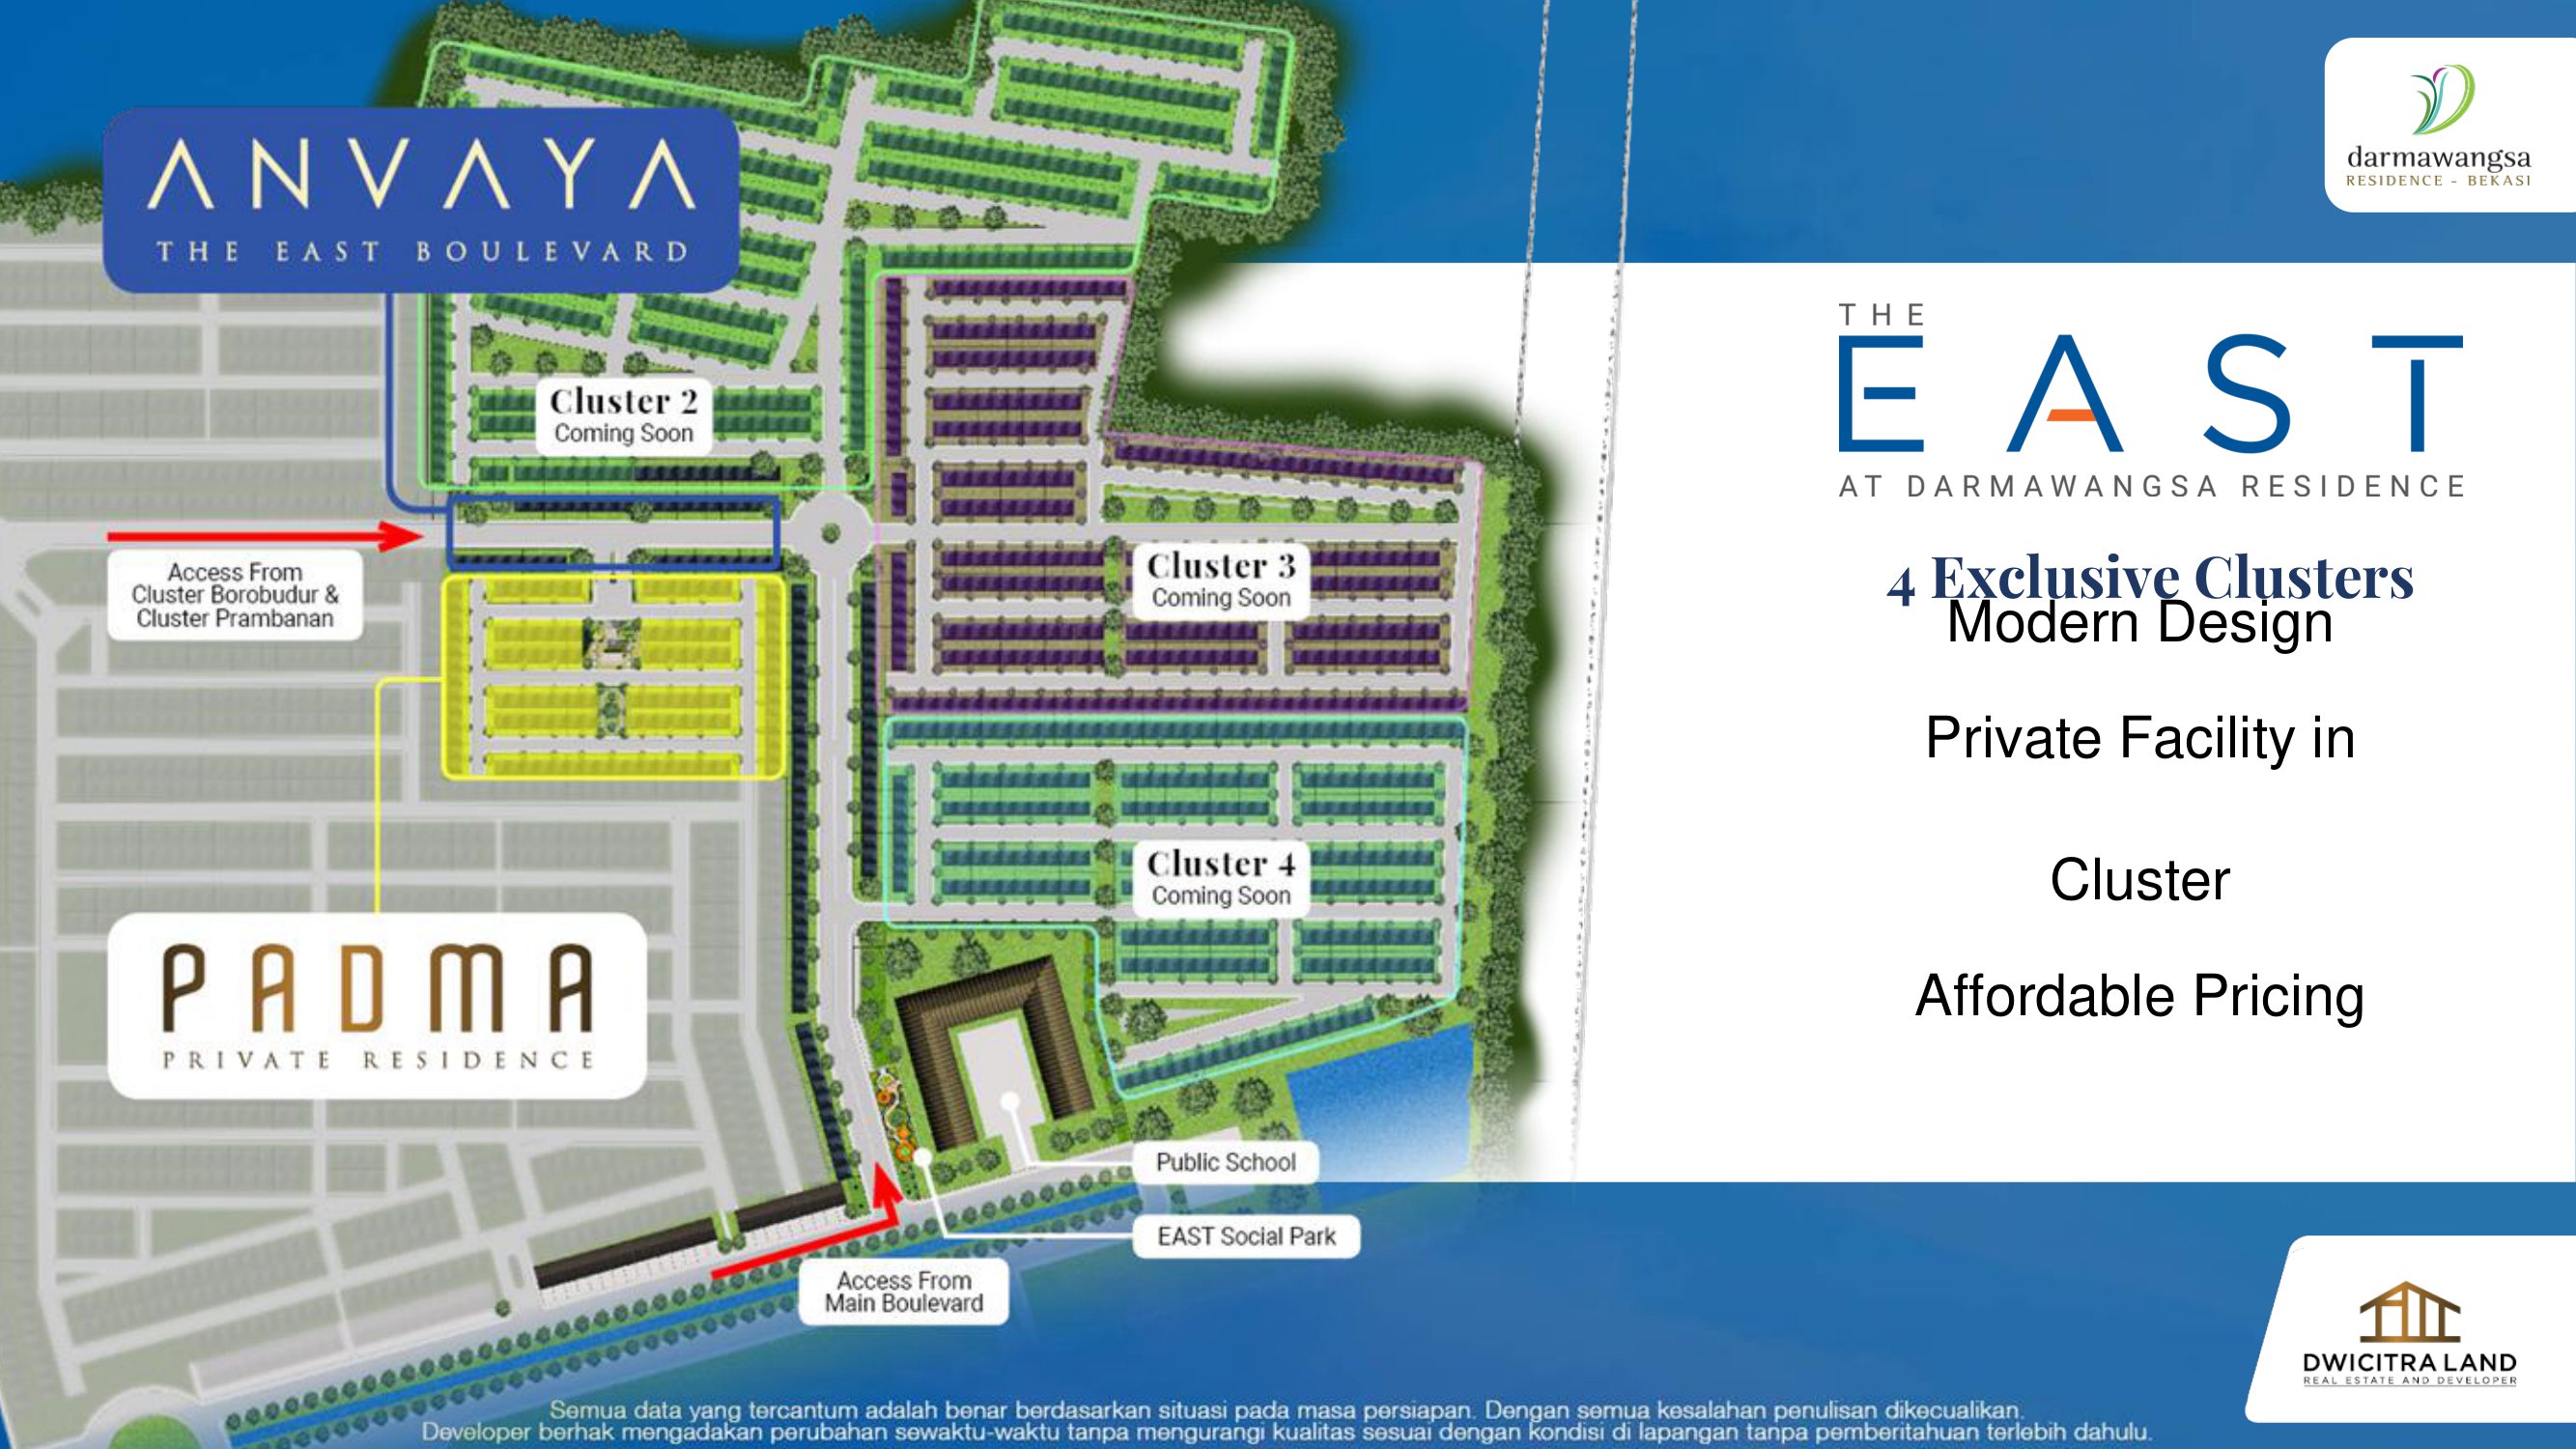 ANVAYA
THE EAST BOULEVARD
darmawangsa
RESIDENCE - BEKASI
THE
EAST
AT DARMAWANGSA RESIDENCE
4 Exclusive Clusters
Modern Design
Private Facility in
Cluster
Affordable Pricing
Cluster 2
Coming Soon
Access From
Cluster Borobudur &
Cluster Prambanan
Cluster 3
Coming Soon
Cluster 4
Coming Soon
PADMA
PRIVATE RESIDENCE
Public School
EAST Social Park
Access From
Main Boulevard
DWICITRA LAND
REAL ESTATE AND DEVELOPER
Semua data yang tercantum adalah benar berdasarkan situasi pada masa persiapan. Dengan semua kesalahan penulisan dikecualikan.
Developer berhak mengadakan perubahan sewaktu-waktu tanpa mengurangi kualitas sesuai dengan kondisi di lapangan tanpa pemberitahuan terlebih dahulu.